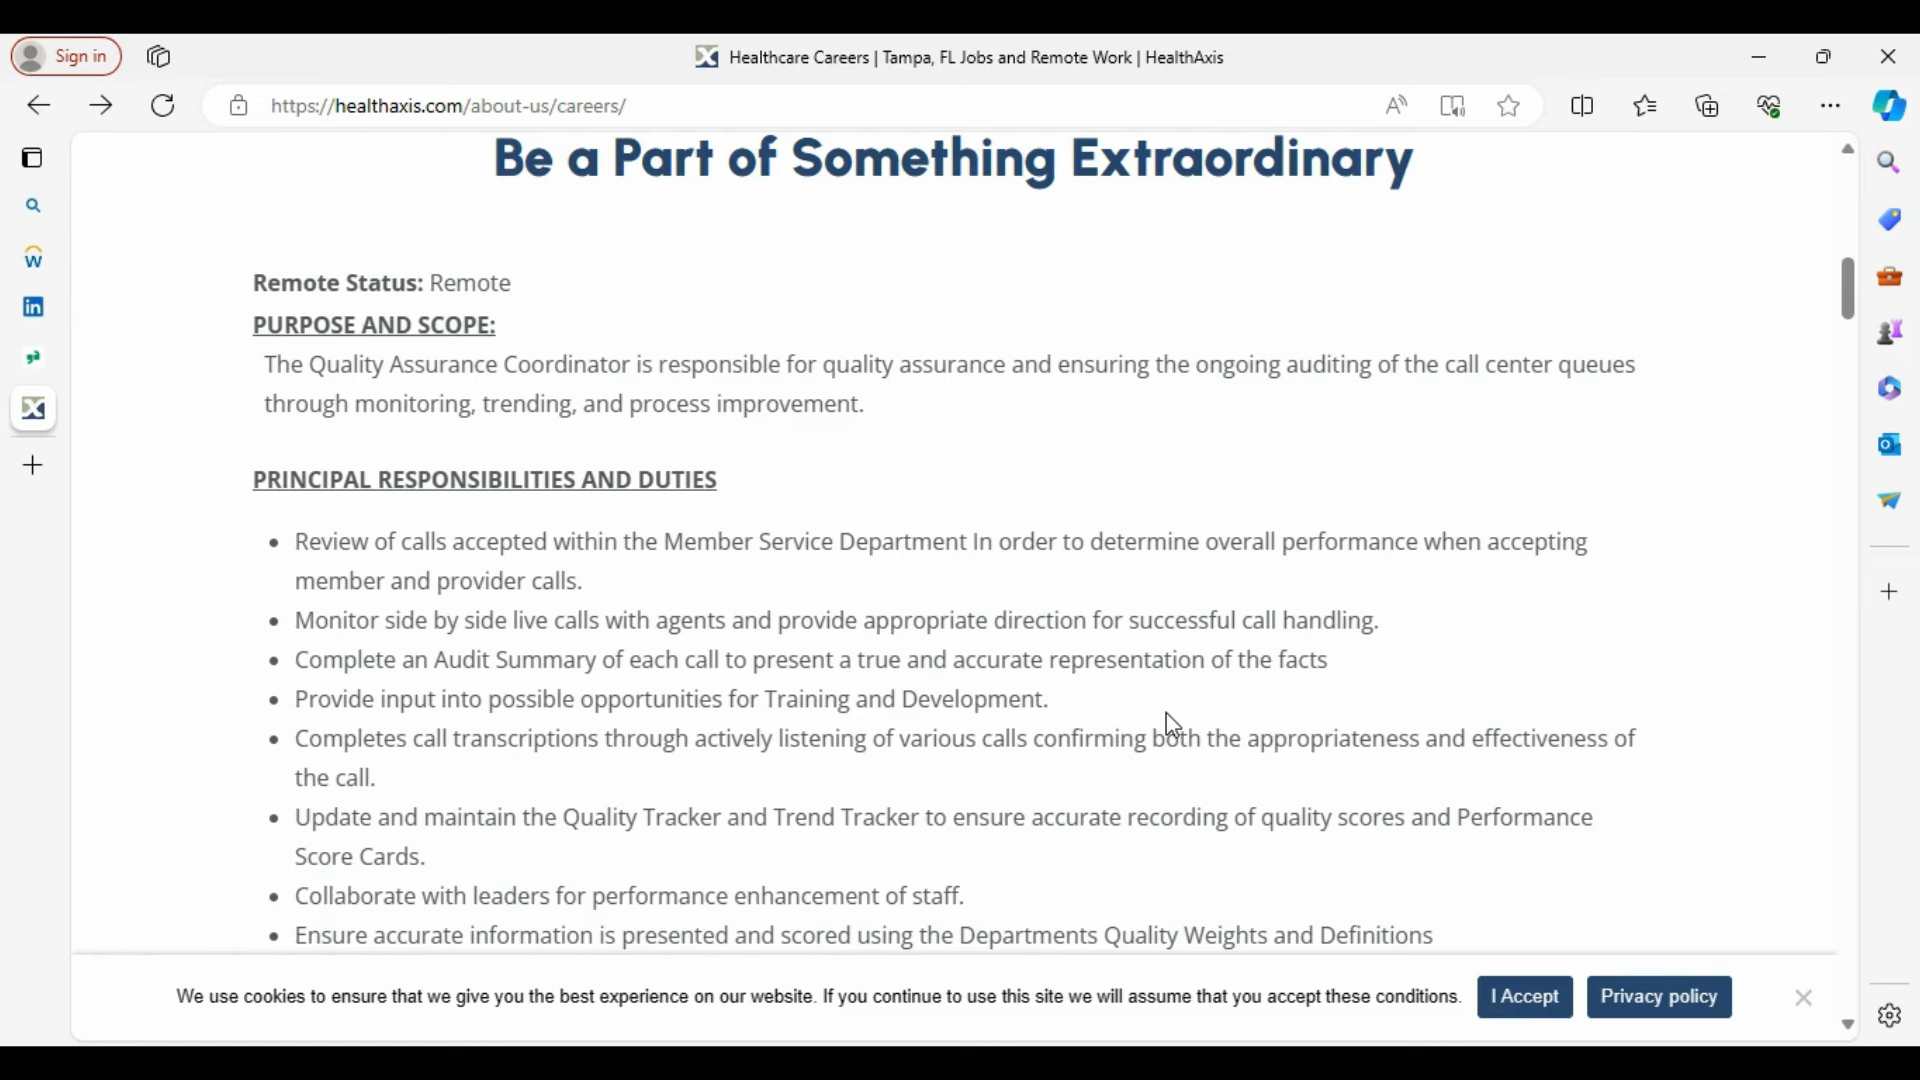 Sign in
Healthcare Careers | Tampa, FL Jobs and Remote Work | HealthAxis
https://healthaxis.com/about-us/careers/
Be a Part of Something Extraordinary
Remote Status: Remote
PURPOSE AND SCOPE:
The Quality Assurance Coordinator is responsible for quality assurance and ensuring the ongoing auditing of the call center queues
through monitoring, trending, and process improvement.
PRINCIPAL RESPONSIBILITIES AND DUTIES
• Review of calls accepted within the Member Service Department In order to determine overall performance when accepting
member and provider calls.
• Monitor side by side live calls with agents and provide appropriate direction for successful call handling.
• Complete an Audit Summary of each call to present a true and accurate representation of the facts
• Provide input into possible opportunities for Training and Development.
• Completes call transcriptions through actively listening of various calls confirming both the appropriateness and effectiveness of
the call.
• Update and maintain the Quality Tracker and Trend Tracker to ensure accurate recording of quality scores and Performance
Score Cards.
• Collaborate with leaders for performance enhancement of staff.
• Ensure accurate information is presented and scored using the Departments Quality Weights and Definitions
We use cookies to ensure that we give you the best experience on our website. If you continue to use this site we will assume that you accept these conditions.
I Accept
Privacy policy